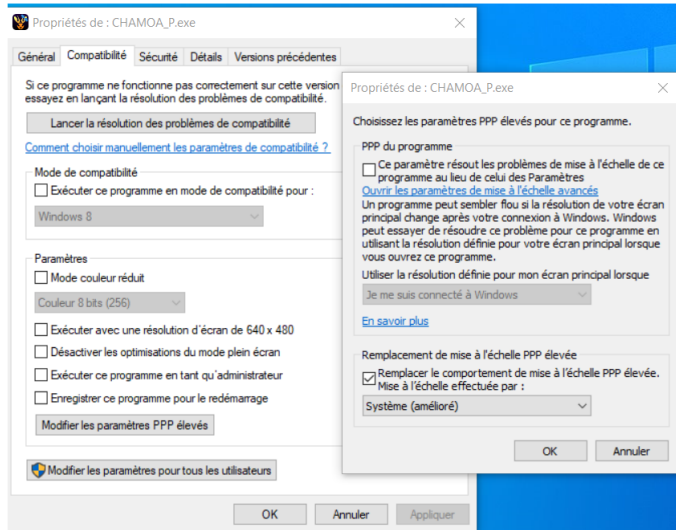 Propriétés de : CHAMOA_P.exe
Général Compatibilité Sécurité Détails Versions précédentes
Si ce programme ne fonctionne pas correctement sur cette version
essayez en lançant la résolution des problèmes de compatibilité.
Lancer la résolution des problèmes de compatibilité
Comment choisir manuellement les paramètres de compatibilité ?
Mode de compatibilité
Exécuter ce programme en mode de compatibilité pour :
Windows 8
Paramètres
Mode couleur réduit
Couleur 8 bits (256)
Exécuter avec une résolution d'écran de 640 x 480
Désactiver les optimisations du mode plein écran
Exécuter ce programme en tant qu'administrateur
Enregistrer ce programme pour le redémarrage
Modifier les paramètres PPP élevés
Modifier les paramètres pour tous les utilisateurs
OK Annuler Appliquer
Propriétés de : CHAMOA_P.exe
Choisissez les paramètres PPP élevés pour ce programme.
PPP du programme
Ce paramètre résout les problèmes de mise à l'échelle de ce
programme au lieu de celui des Paramètres
Ouvrir les paramètres de mise à l'échelle avancés
Un programme peut sembler flou si la résolution de votre écran
principal change après votre connexion à Windows. Windows
peut essayer de résoudre ce problème pour ce programme en
utilisant la résolution définie pour votre écran principal lorsque
vous ouvrez ce programme.
Utiliser la résolution définie pour mon écran principal lorsque
Je me suis connecté à Windows
En savoir plus
Remplacement de mise à l'échelle PPP élevée
Remplacer le comportement de mise à l'échelle PPP élevée.
Mise à l'échelle effectuée par :
Système (amélioré)
OK Annuler